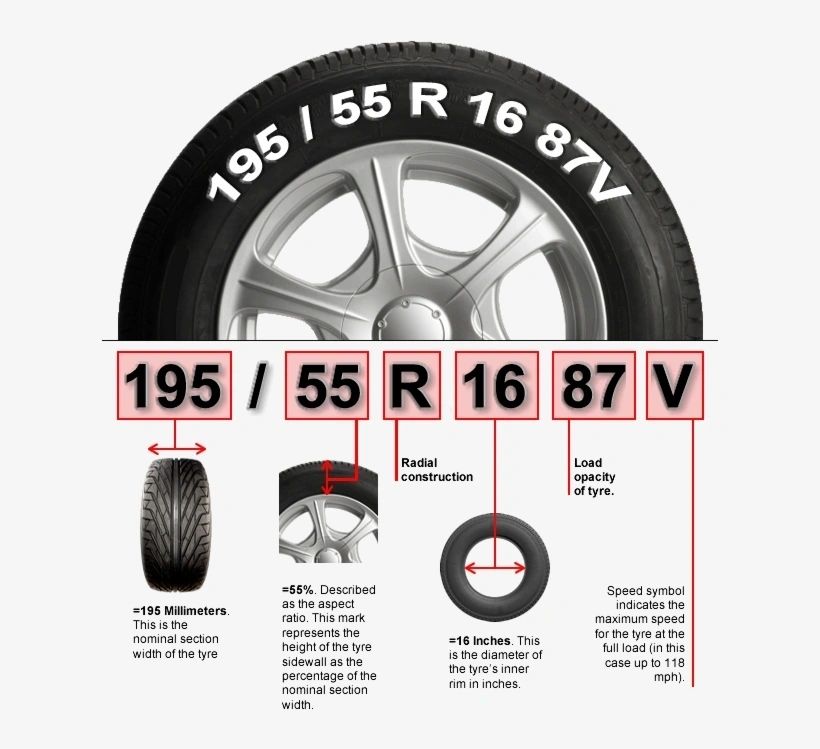 195 / 55 R 16 87V
195 / 55 R 16 87 V
Radial
construction
Load
opacity
of tyre.
=195 Millimeters.
This is the
nominal section
width of the tyre
=55%. Described
as the aspect
ratio. This mark
represents the
height of the tyre
sidewall as the
percentage of the
nominal section
width.
=16 Inches. This
is the diameter of
the tyre's inner
rim in inches.
Speed symbol
indicates the
maximum speed
for the tyre at the
full load (in this
case up to 118
mph).